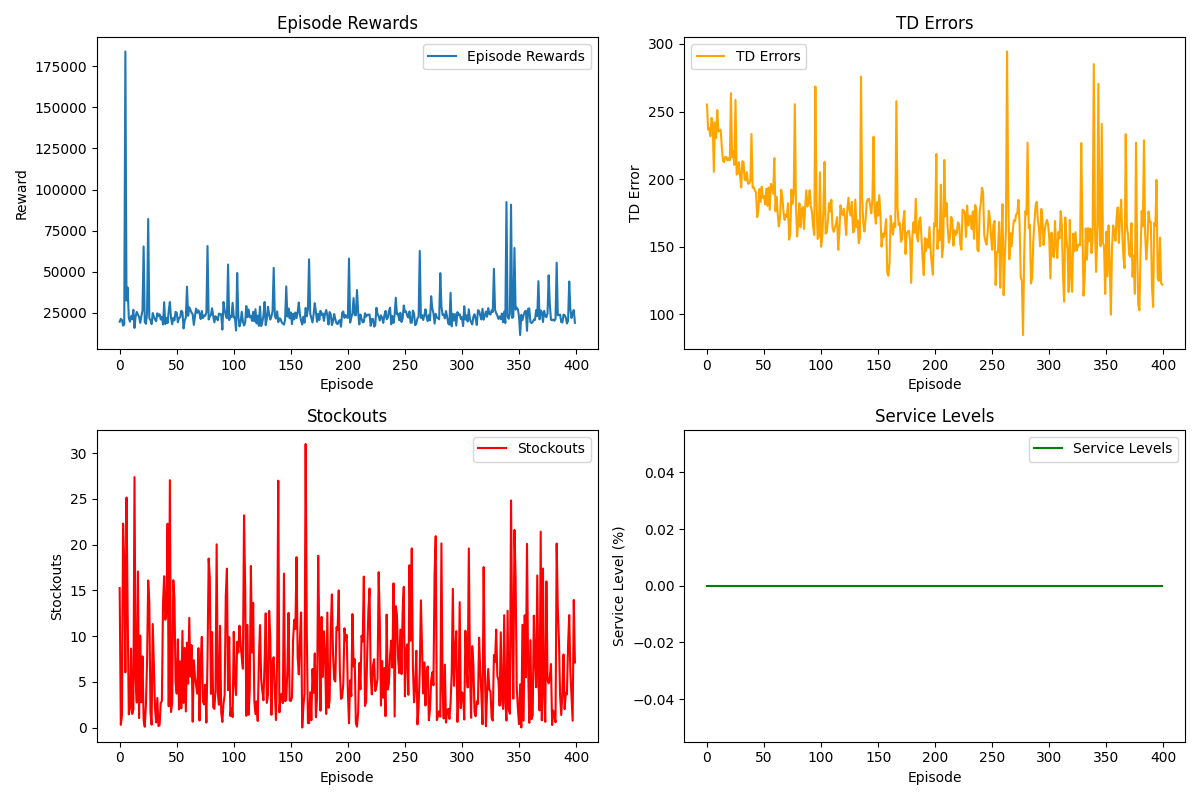 Episode Rewards
Episode Rewards
175000
150000
125000
100000
75000
50000
25000
Reward
0 50 100 150 200 250 300 350 400
Episode
TD Errors
TD Errors
300
250
200
150
100
TD Error
0 50 100 150 200 250 300 350 400
Episode
Stockouts
Stockouts
30
25
20
15
10
5
0
Stockouts
0 50 100 150 200 250 300 350 400
Episode
Service Levels
Service Levels
0.04
0.02
0.00
−0.02
−0.04
Service Level (%)
0 50 100 150 200 250 300 350 400
Episode